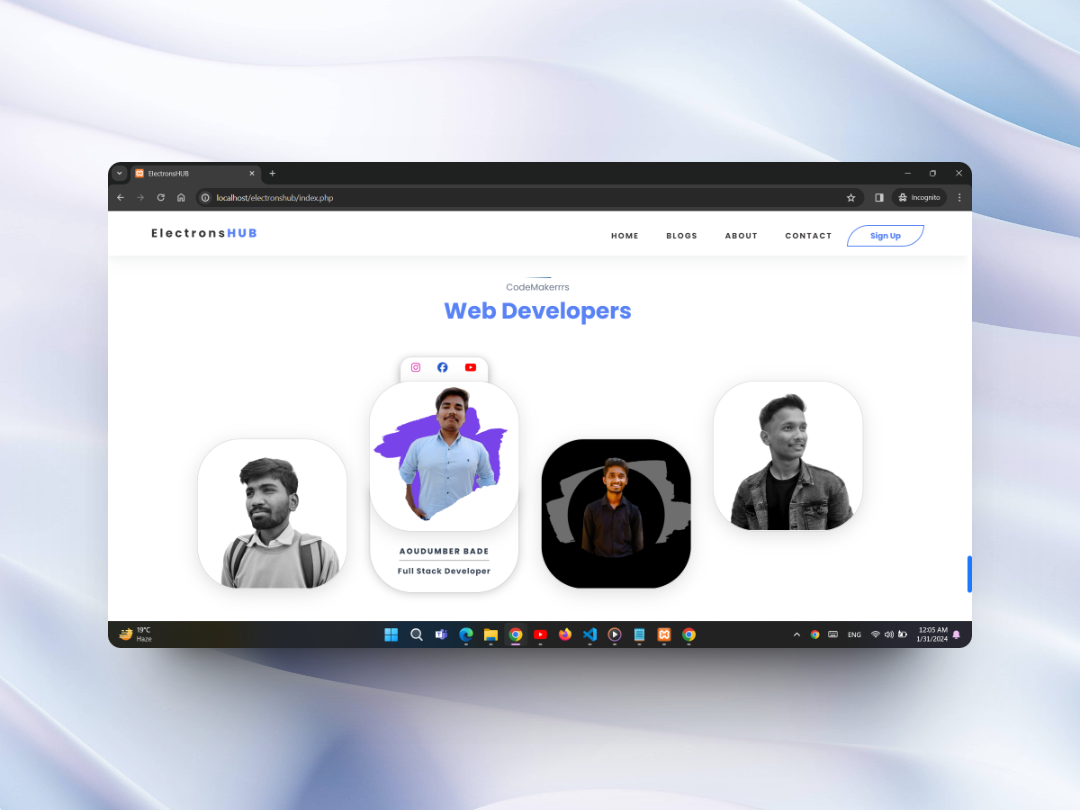 ElectronsHUB
localhost/electronshub/index.php
Incognito
ElectronsHUB
HOME
BLOGS
ABOUT
CONTACT
Sign Up
CodeMakerrrs
Web Developers
AOUDUMBER BADE
Full Stack Developer
19°C
Haze
ENG
12:05 AM
1/31/2024